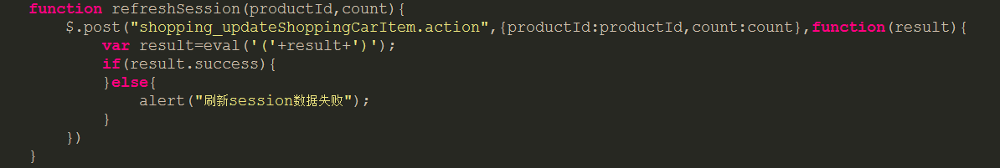 function refreshSession(productId,count){
$.post("shopping_updateShoppingCarItem.action",{productId:productId,count:count},function(result){
var result=eval('('+result+')');
if(result.success){
}else{
alert("刷新session数据失败");
}
})
}